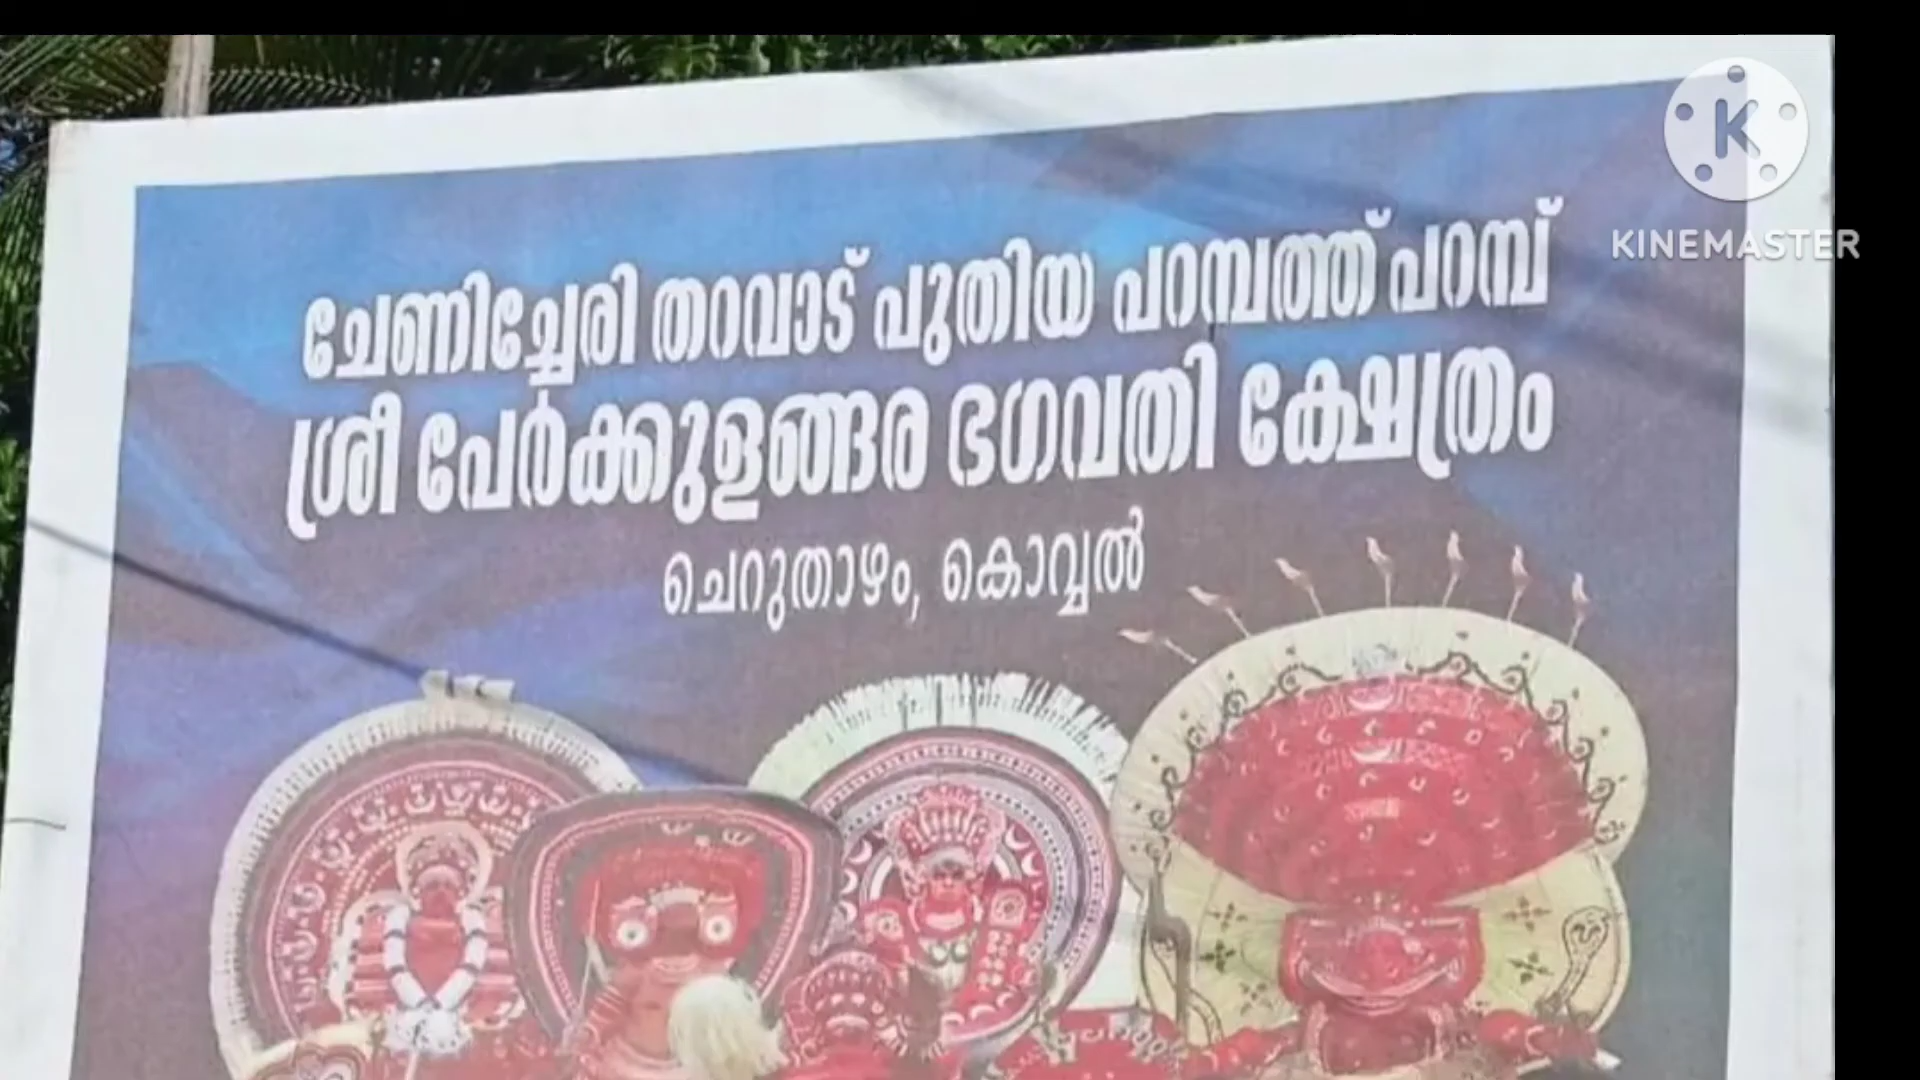 ചേണിച്ചേരി തറവാട് പുതിയ പറമ്പത്ത് പറമ്പ്
ശ്രീ പേർക്കുളങ്ങര ഭഗവതി ക്ഷേത്രം
ചെറുതാഴം, കൊവ്വൽ
K
KINEMASTER